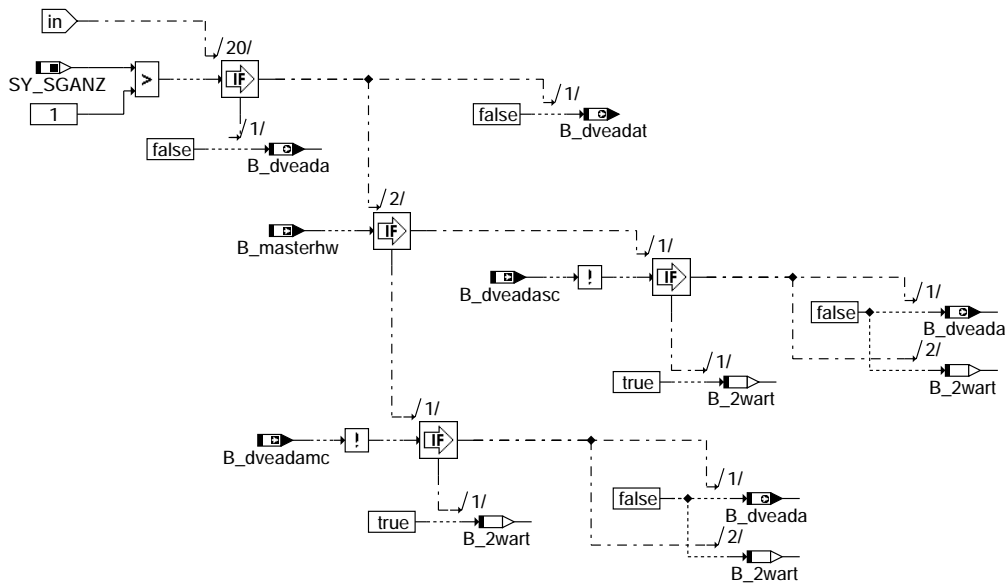 in
/20/
SY_SGANZ
>
IF
1
/1/
false
B_dveadat
/1/
false
B_dveada
/2/
B_masterhw
IF
/1/
B_dveadasc
!
IF
/1/
false
B_dveada
/2/
B_2wart
/1/
true
B_2wart
/1/
B_dveadamc
!
IF
/1/
false
B_dveada
/2/
B_2wart
/1/
true
B_2wart